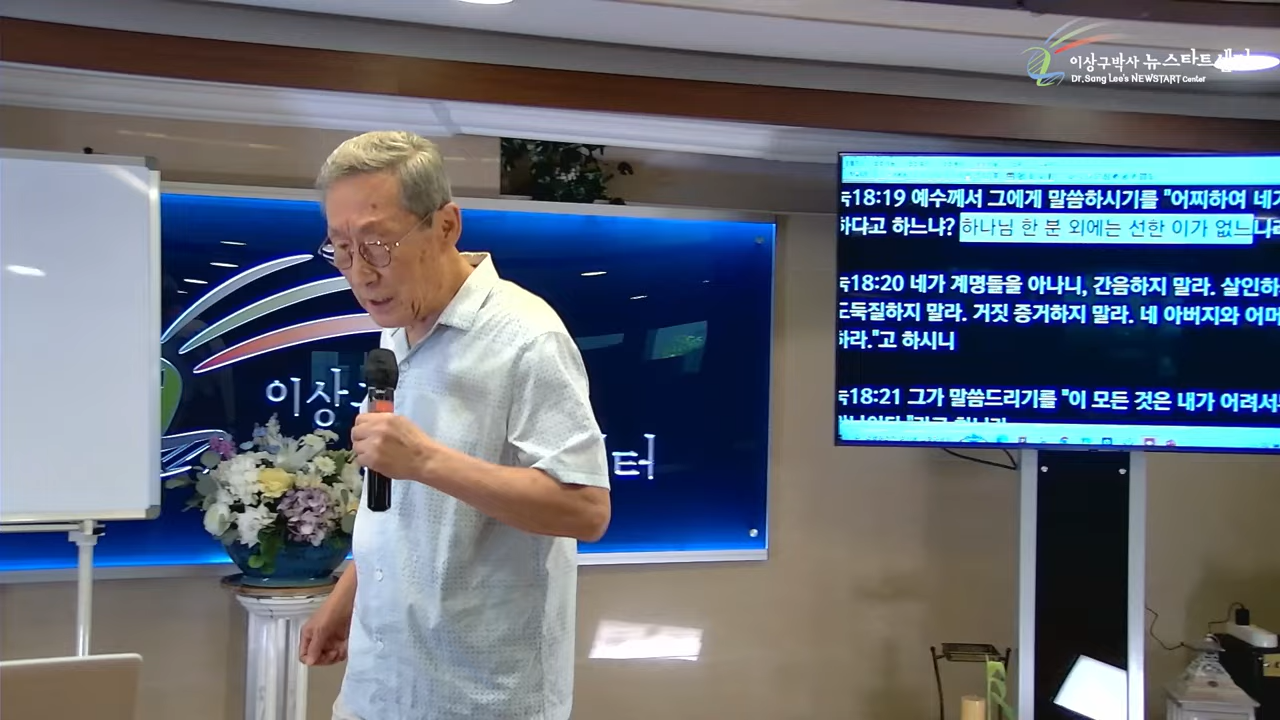 이상구박사 뉴스타트센터
Dr. Sang Lee's NEWSTART Center
18:19 예수께서 그에게 말씀하시기를 "어찌하여 네가
하다고 하느냐? 하나님 한 분 외에는 선한 이가 없느니라
18:20 네가 계명들을 아나니, 간음하지 말라. 살인하
도둑질하지 말라. 거짓 증거하지 말라. 네 아버지와 어머
하라."고 하시니
18:21 그가 말씀드리기를 "이 모든 것은 내가 어려서
이상
터